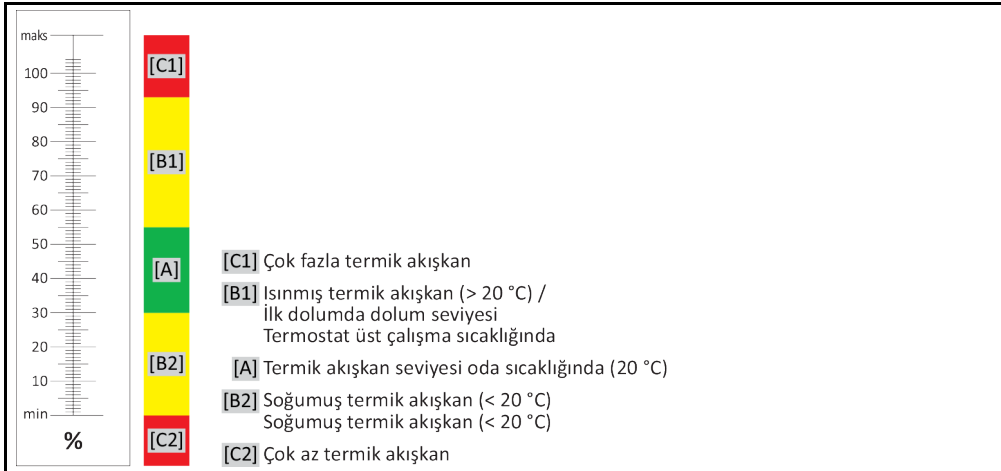 maks
100
90
80
70
60
50
40
30
20
10
min
%
[C1]
[B1]
[A]
[B2]
[C2]
[C1] Çok fazla termik akışkan
[B1] Isınmış termik akışkan (> 20 °C) /
İlk dolumda dolum seviyesi
Termostat üst çalışma sıcaklığında
[A] Termik akışkan seviyesi oda sıcaklığında (20 °C)
[B2] Soğumuş termik akışkan (< 20 °C)
Soğumuş termik akışkan (< 20 °C)
[C2] Çok az termik akışkan